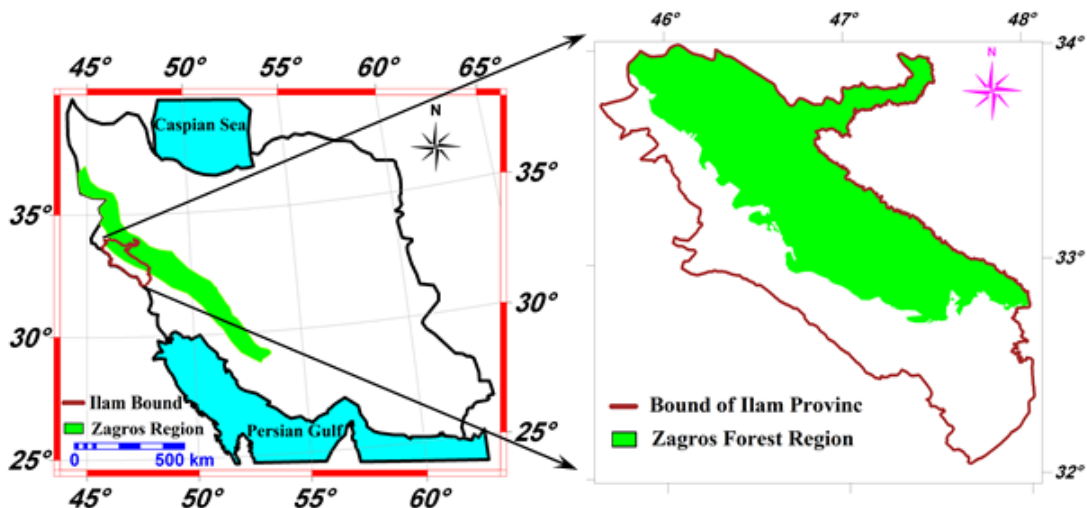 45° 50° 55° 60° 65°
Caspian Sea
N
35°
30°
25°
35°
30°
25°
Ilam Bound
Zagros Region
0 500 km
Persian Gulf
45° 50° 55° 60°
46° 47° 48°
34°
N
33°
32°
Bound of Ilam Provinc
Zagros Forest Region